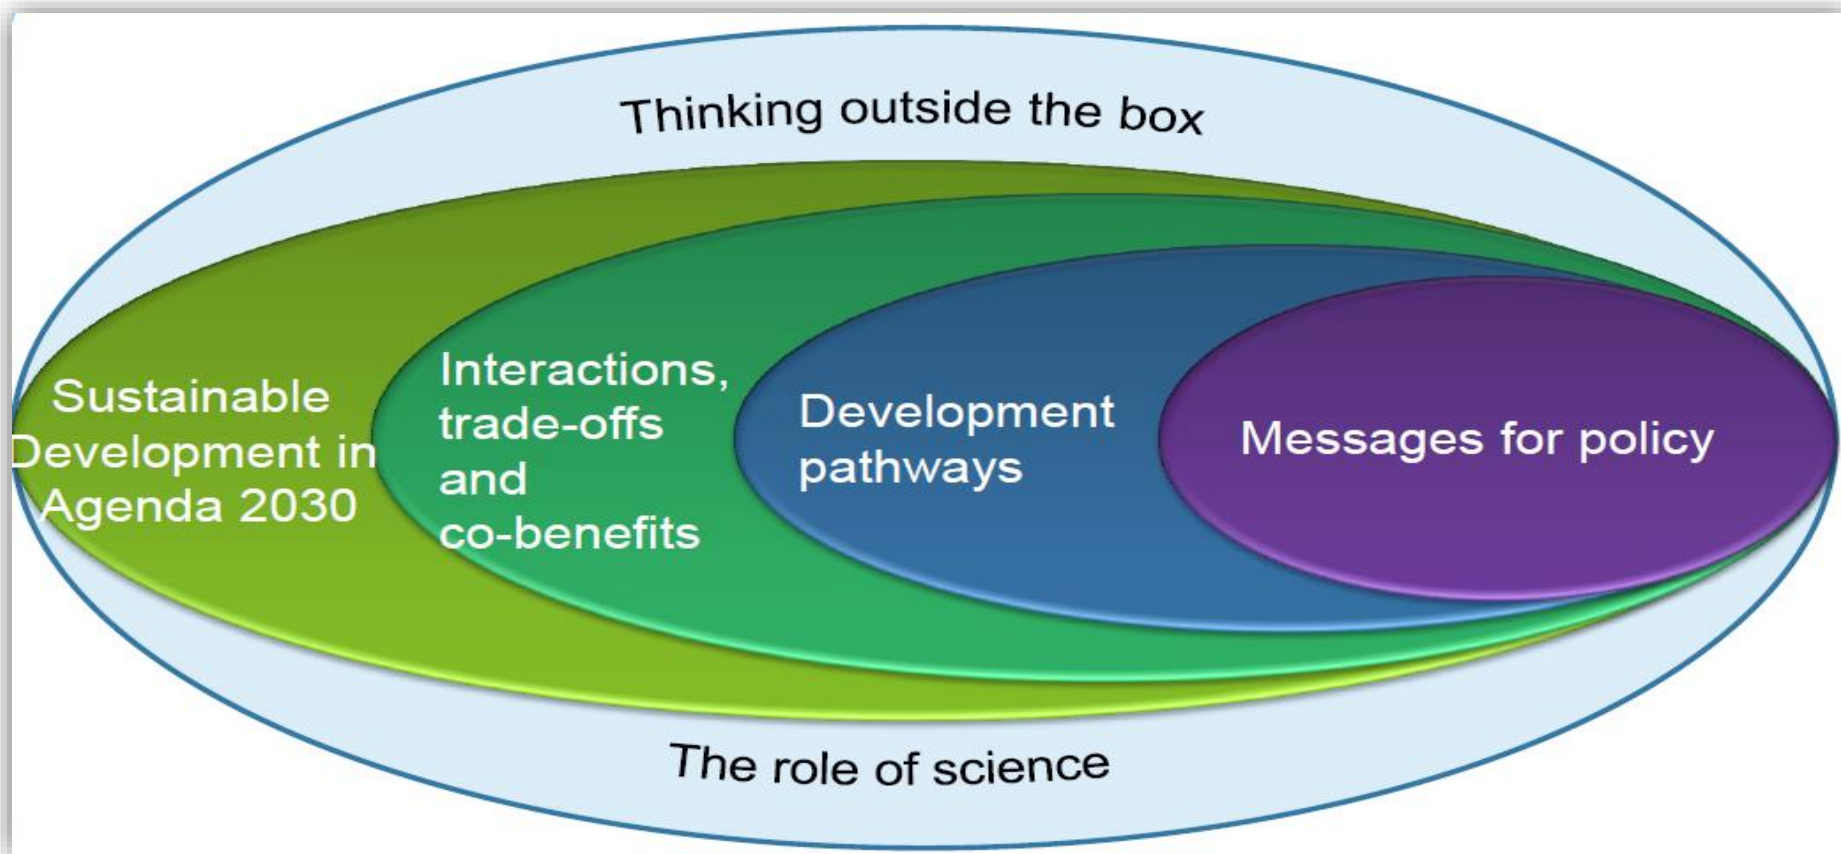 Thinking outside the box
Sustainable
Development in
Agenda 2030
Interactions,
trade-offs
and
co-benefits
Development
pathways
Messages for policy
The role of science